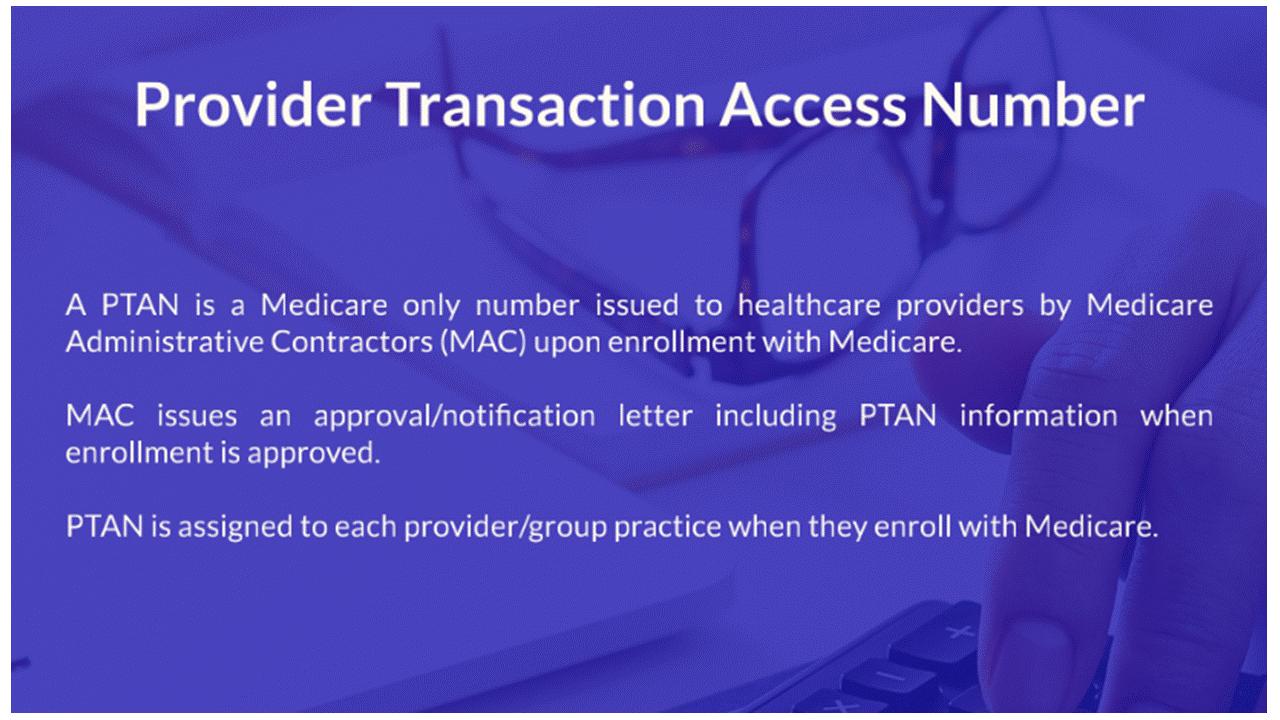 Provider Transaction Access Number
A PTAN is a Medicare only number issued to healthcare providers by Medicare
Administrative Contractors (MAC) upon enrollment with Medicare.
MAC issues an approval/notification letter including PTAN information when
enrollment is approved.
PTAN is assigned to each provider/group practice when they enroll with Medicare.